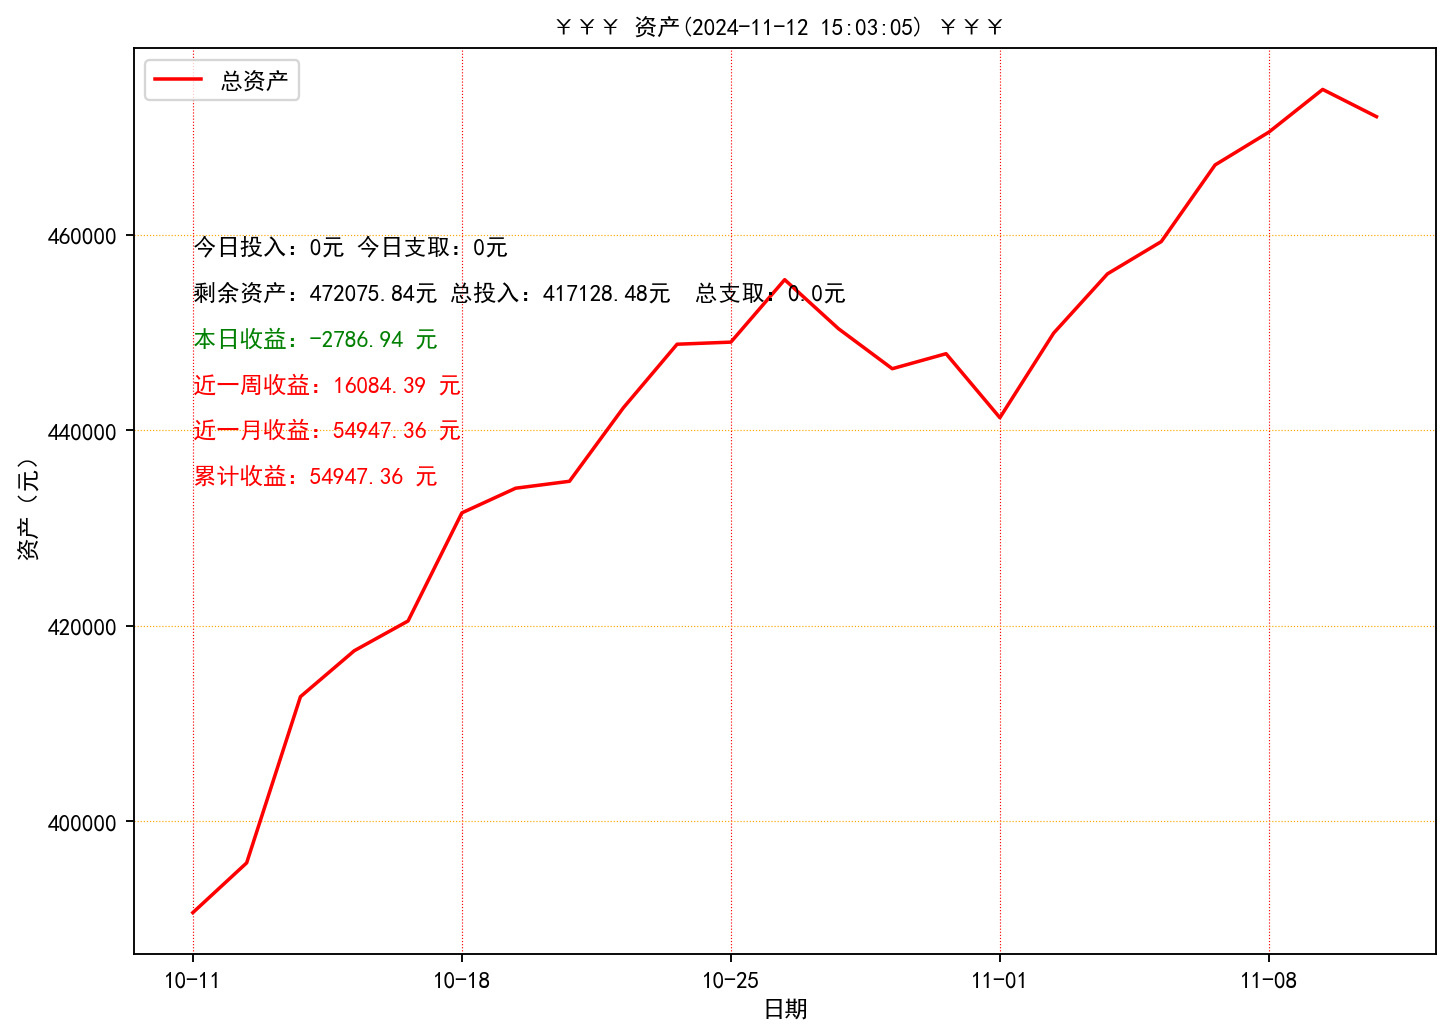 ￥￥￥ 资产(2024-11-12 15:03:05) ￥￥￥
总资产
460000
440000
420000
400000
资产（元）
今日投入：0元 今日支取：0元
剩余资产：472075.84元 总投入：417128.48元  总支取：0.0元
本日收益：-2786.94 元
近一周收益：16084.39 元
近一月收益：54947.36 元
累计收益：54947.36 元
10-11 10-18 10-25 11-01 11-08
日期